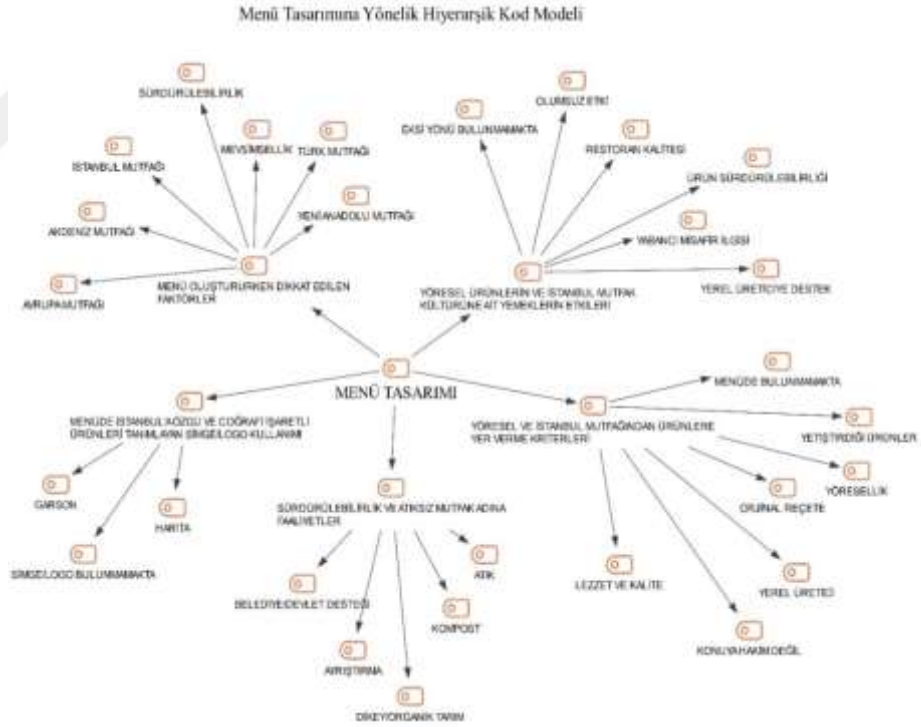 Menü Tasarımına Yönelik Hiyerarşik Kod Modeli
SÜRDÜRÜLEBİLİRLİK
MEVSİMSELLİK
TÜRK MUTFAĞI
İSTANBUL MUTFAĞI
YENİ ANADOLU MUTFAĞI
AKDENİZ MUTFAĞI
AVRUPA MUTFAĞI
MENÜ OLUŞTURURKEN DİKKAT EDİLEN
FAKTÖRLER
OLUMSUZ ETKİ
EKSİ YÖNÜ BULUNMAMAKTA
RESTORAN KALİTESİ
ÜRÜN SÜRDÜRÜLEBİLİRLİĞİ
YABANCI MİSAFİR İLGİSİ
YEREL ÜRETİCİYE DESTEK
YÖRESEL ÜRÜNLERİN VE İSTANBUL MUTFAK
KÜLTÜRÜNE AİT YEMEKLERİN ETKİLERİ
MENÜ TASARIMI
MENÜDE İSTANBUL'A ÖZGÜ VE COĞRAFİ İŞARETLİ
ÜRÜNLERİ TANIMLAYAN SİMGE/LOGO KULLANIMI
GARSON
HARİTA
SİMGE/LOGO BULUNMAMAKTA
SÜRDÜRÜLEBİLİRLİK VE ATIKSIZ MUTFAK ADINA
FAALİYETLER
ATIK
BELEDİYE/DEVLET DESTEĞİ
KOMPOST
AYRIŞTIRMA
DİKEY/ORGANİK TARIM
YÖRESEL VE İSTANBUL MUTFAĞINDAN ÜRÜNLERE
YER VERME KRİTERLERİ
MENÜDE BULUNMAMAKTA
YETİŞTİRDİĞİ ÜRÜNLER
YÖRESELLİK
ORJİNAL REÇETE
LEZZET VE KALİTE
YEREL ÜRETİCİ
KONUYA HAKİM DEĞİL